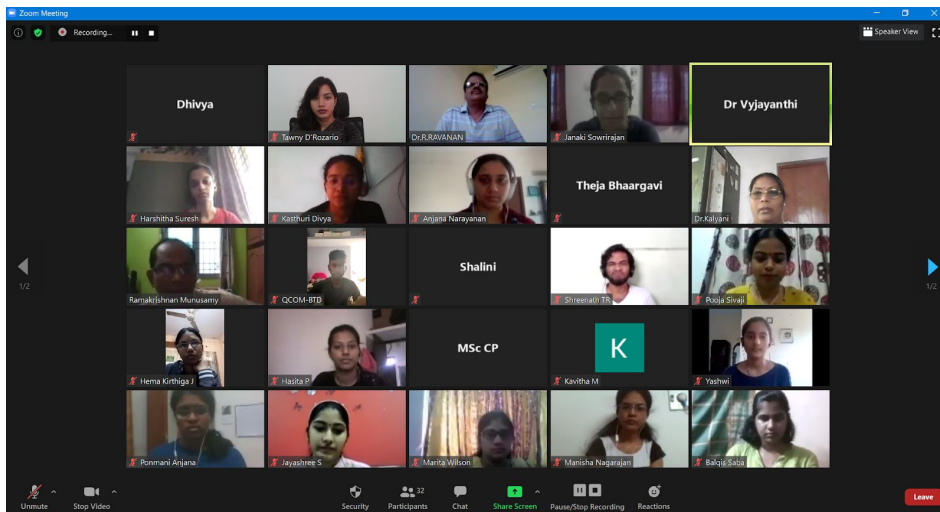 Zoom Meeting
Recording...
Speaker View
Dhivya
Tawny D'Rozario
Dr.R.RAVANAN
Janaki Sowrirajan
Dr Vyjayanthi
Harshitha Suresh
Kasthuri Divya
Anjana Narayanan
Theja Bhaargavi
Dr.Kalyani
Ramakrishnan Munusamy
QCOM-BTD
Shalini
Shreenath TR
Pooja Sivaji
1/2
1/2
Hema Kirthiga J
Hasita P
MSc CP
K
Kavitha M
Yashwi
Ponmani Anjana
Jayashree S
Marita Wilson
Manisha Nagarajan
Balqis Saba
Unmute
Stop Video
Security
Participants
32
Chat
Share Screen
Pause/Stop Recording
Reactions
Leave